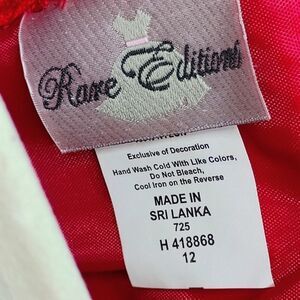 Rare Editions
Exclusive of Decoration
Hand Wash Cold With Like Colors,
Do Not Bleach,
Cool Iron on the Reverse
MADE IN
SRI LANKA
725
H 418868
12